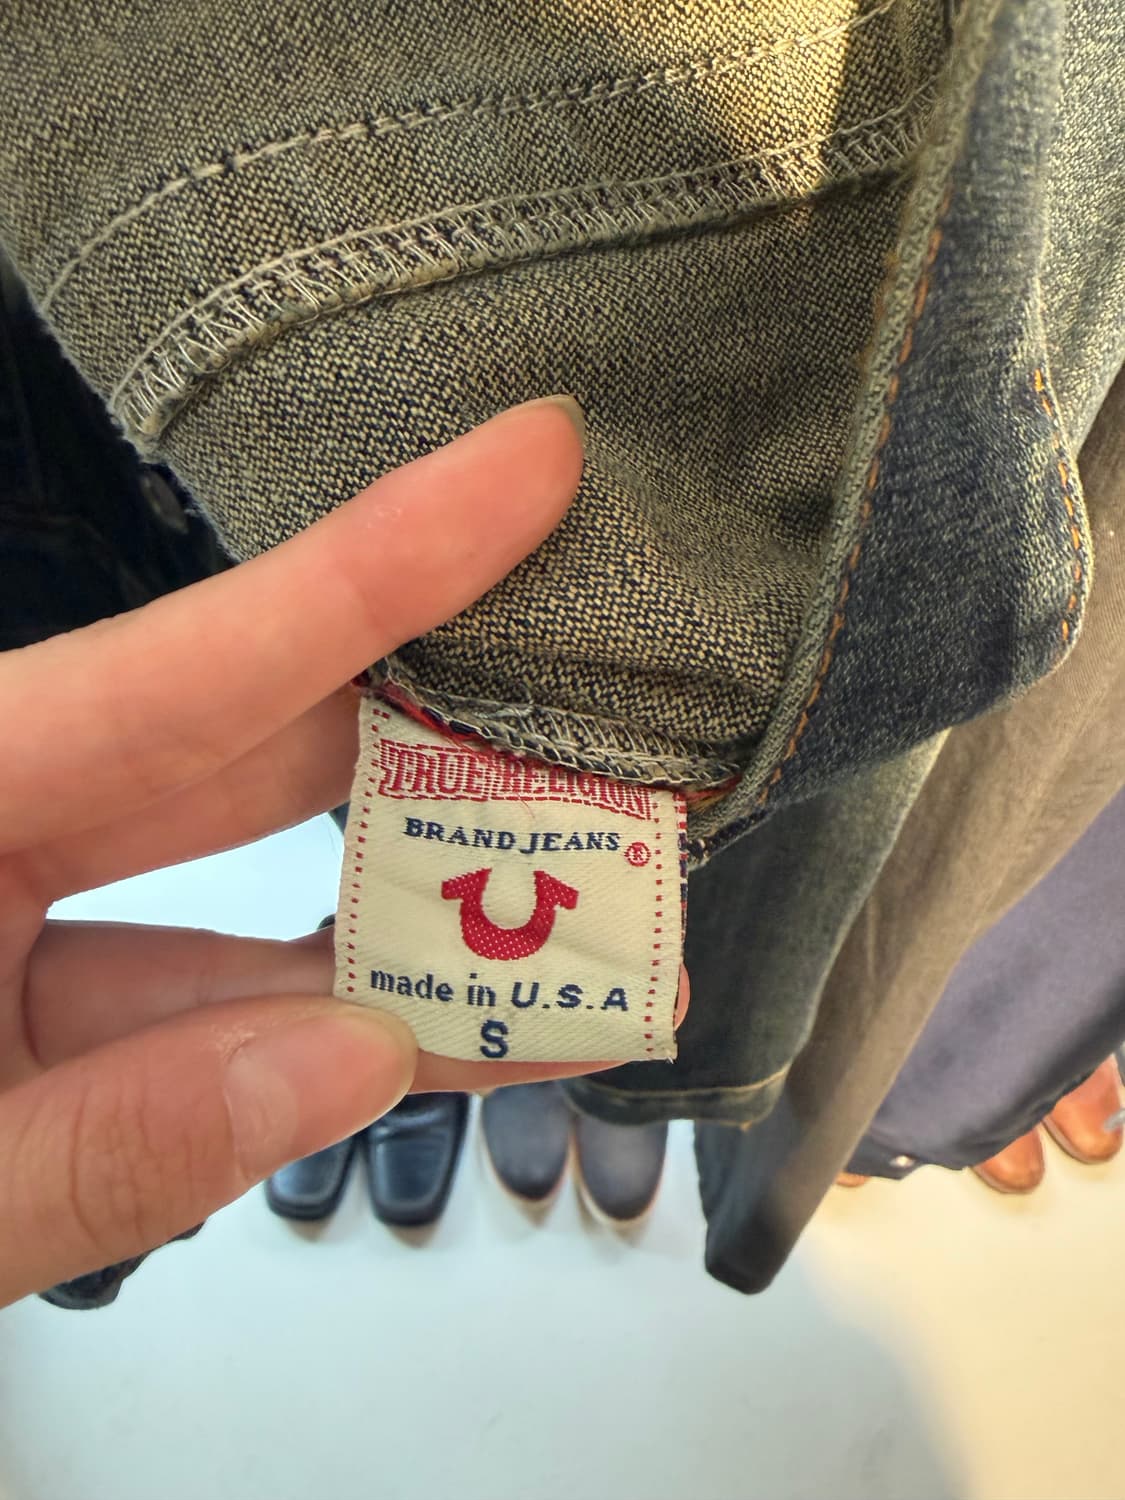 TRUE RELIGION
BRAND JEANS ®
made in U.S.A
S